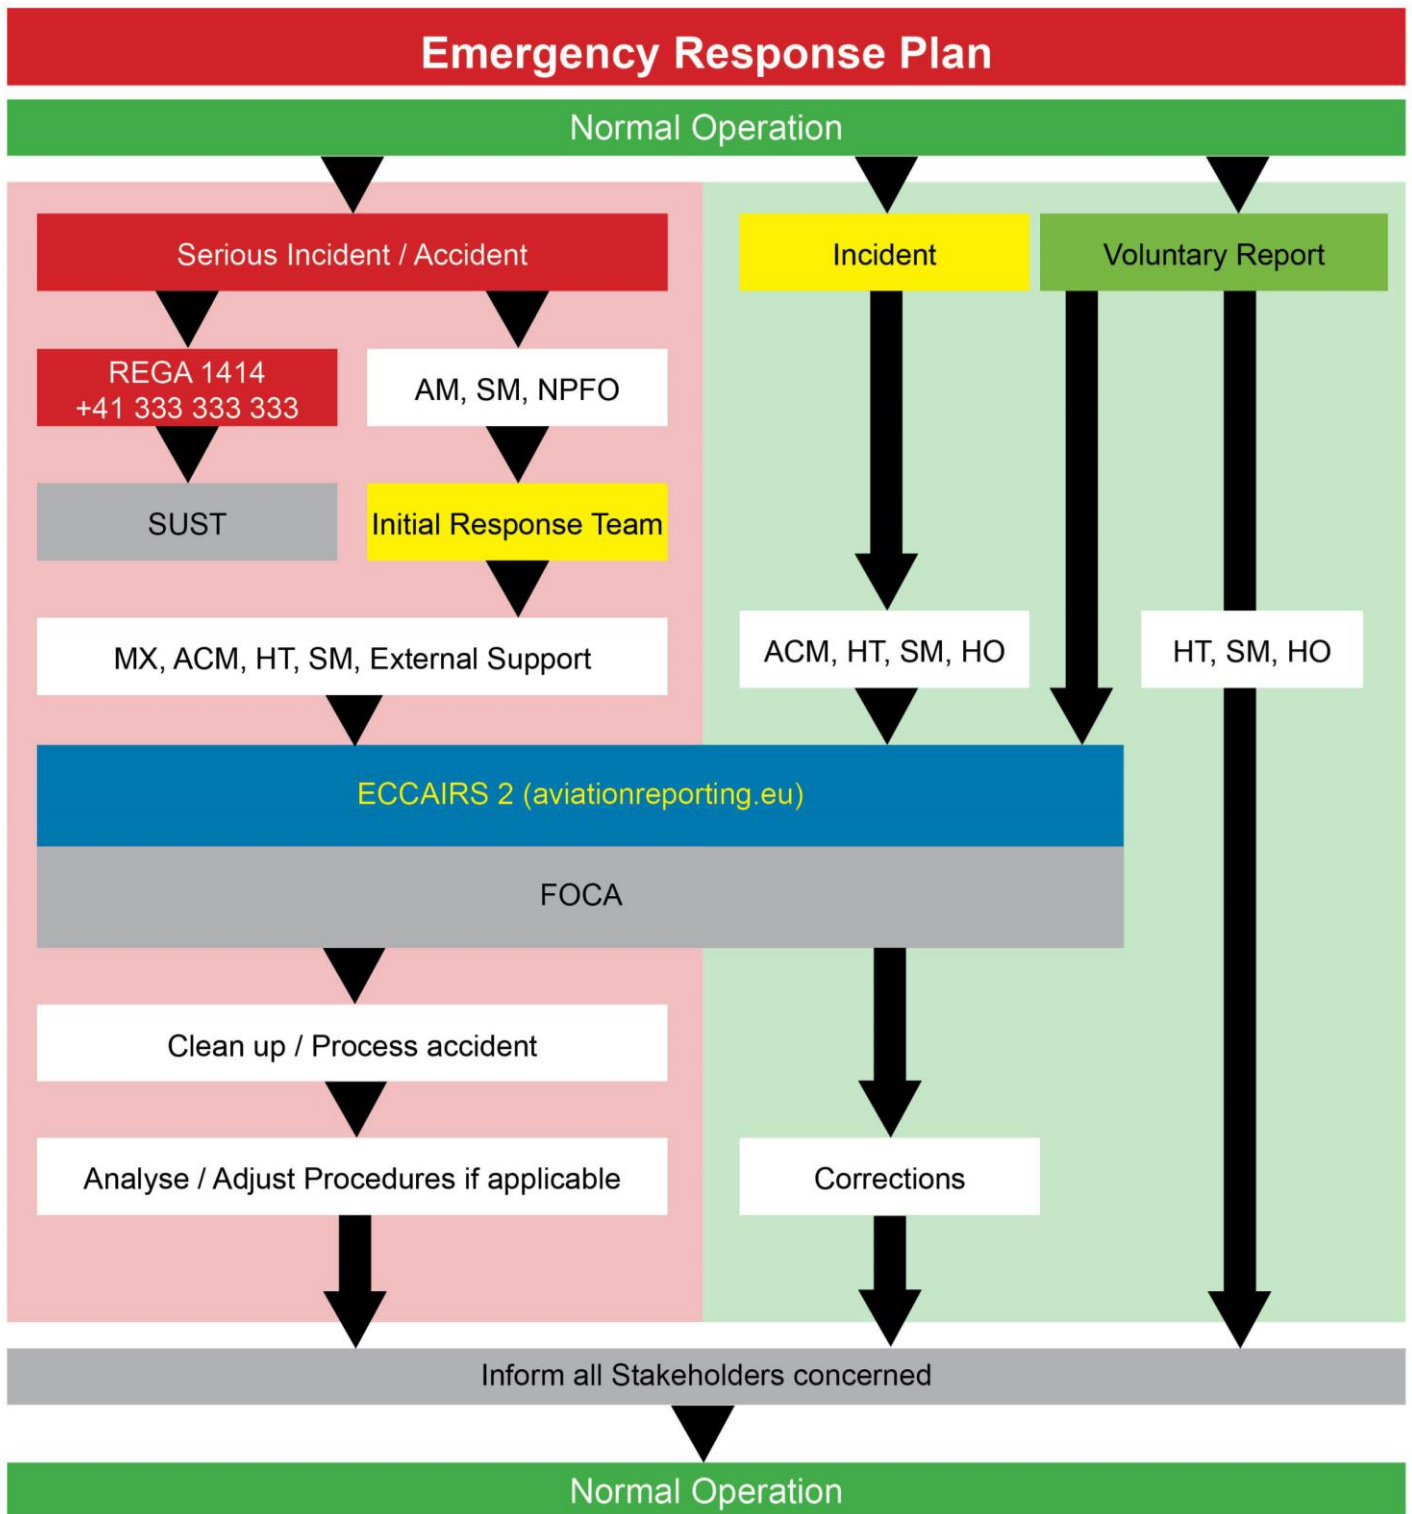 Emergency Response Plan
Normal Operation
Serious Incident / Accident
Incident
Voluntary Report
REGA 1414
+41 333 333 333
AM, SM, NPFO
SUST
Initial Response Team
MX, ACM, HT, SM, External Support
ACM, HT, SM, HO
HT, SM, HO
ECCAIRS 2 (aviationreporting.eu)
FOCA
Clean up / Process accident
Analyse / Adjust Procedures if applicable
Corrections
Inform all Stakeholders concerned
Normal Operation